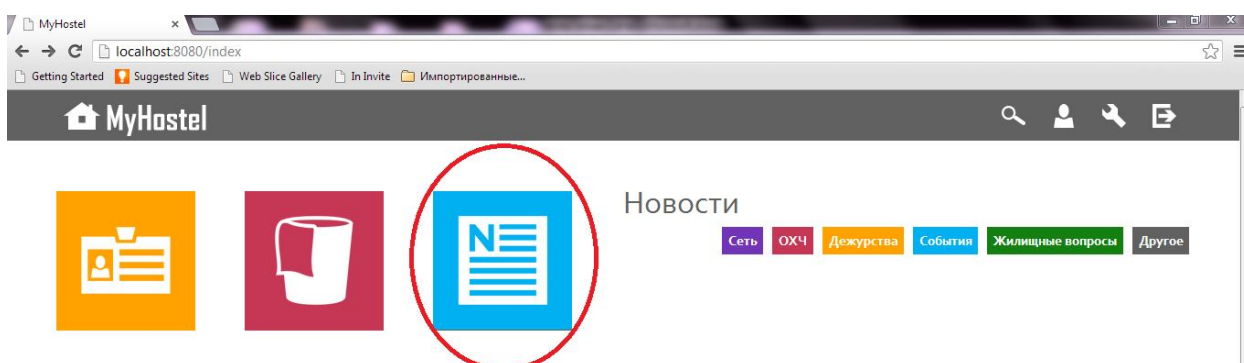 MyHostel
localhost:8080/index
Getting Started Suggested Sites Web Slice Gallery In Invite Импортированные...
MyHostel
N
Новости
Сеть ОХЧ Дежурства События Жилищные вопросы Другое